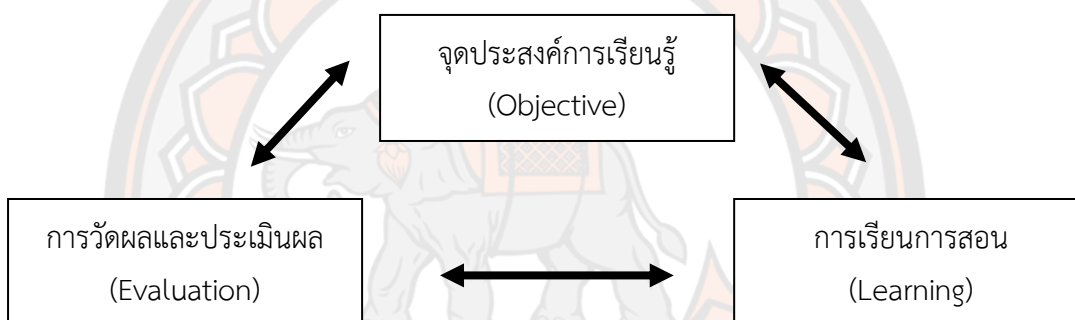 จุดประสงค์การเรียนรู้
(Objective)
การวัดผลและประเมินผล
(Evaluation)
การเรียนการสอน
(Learning)